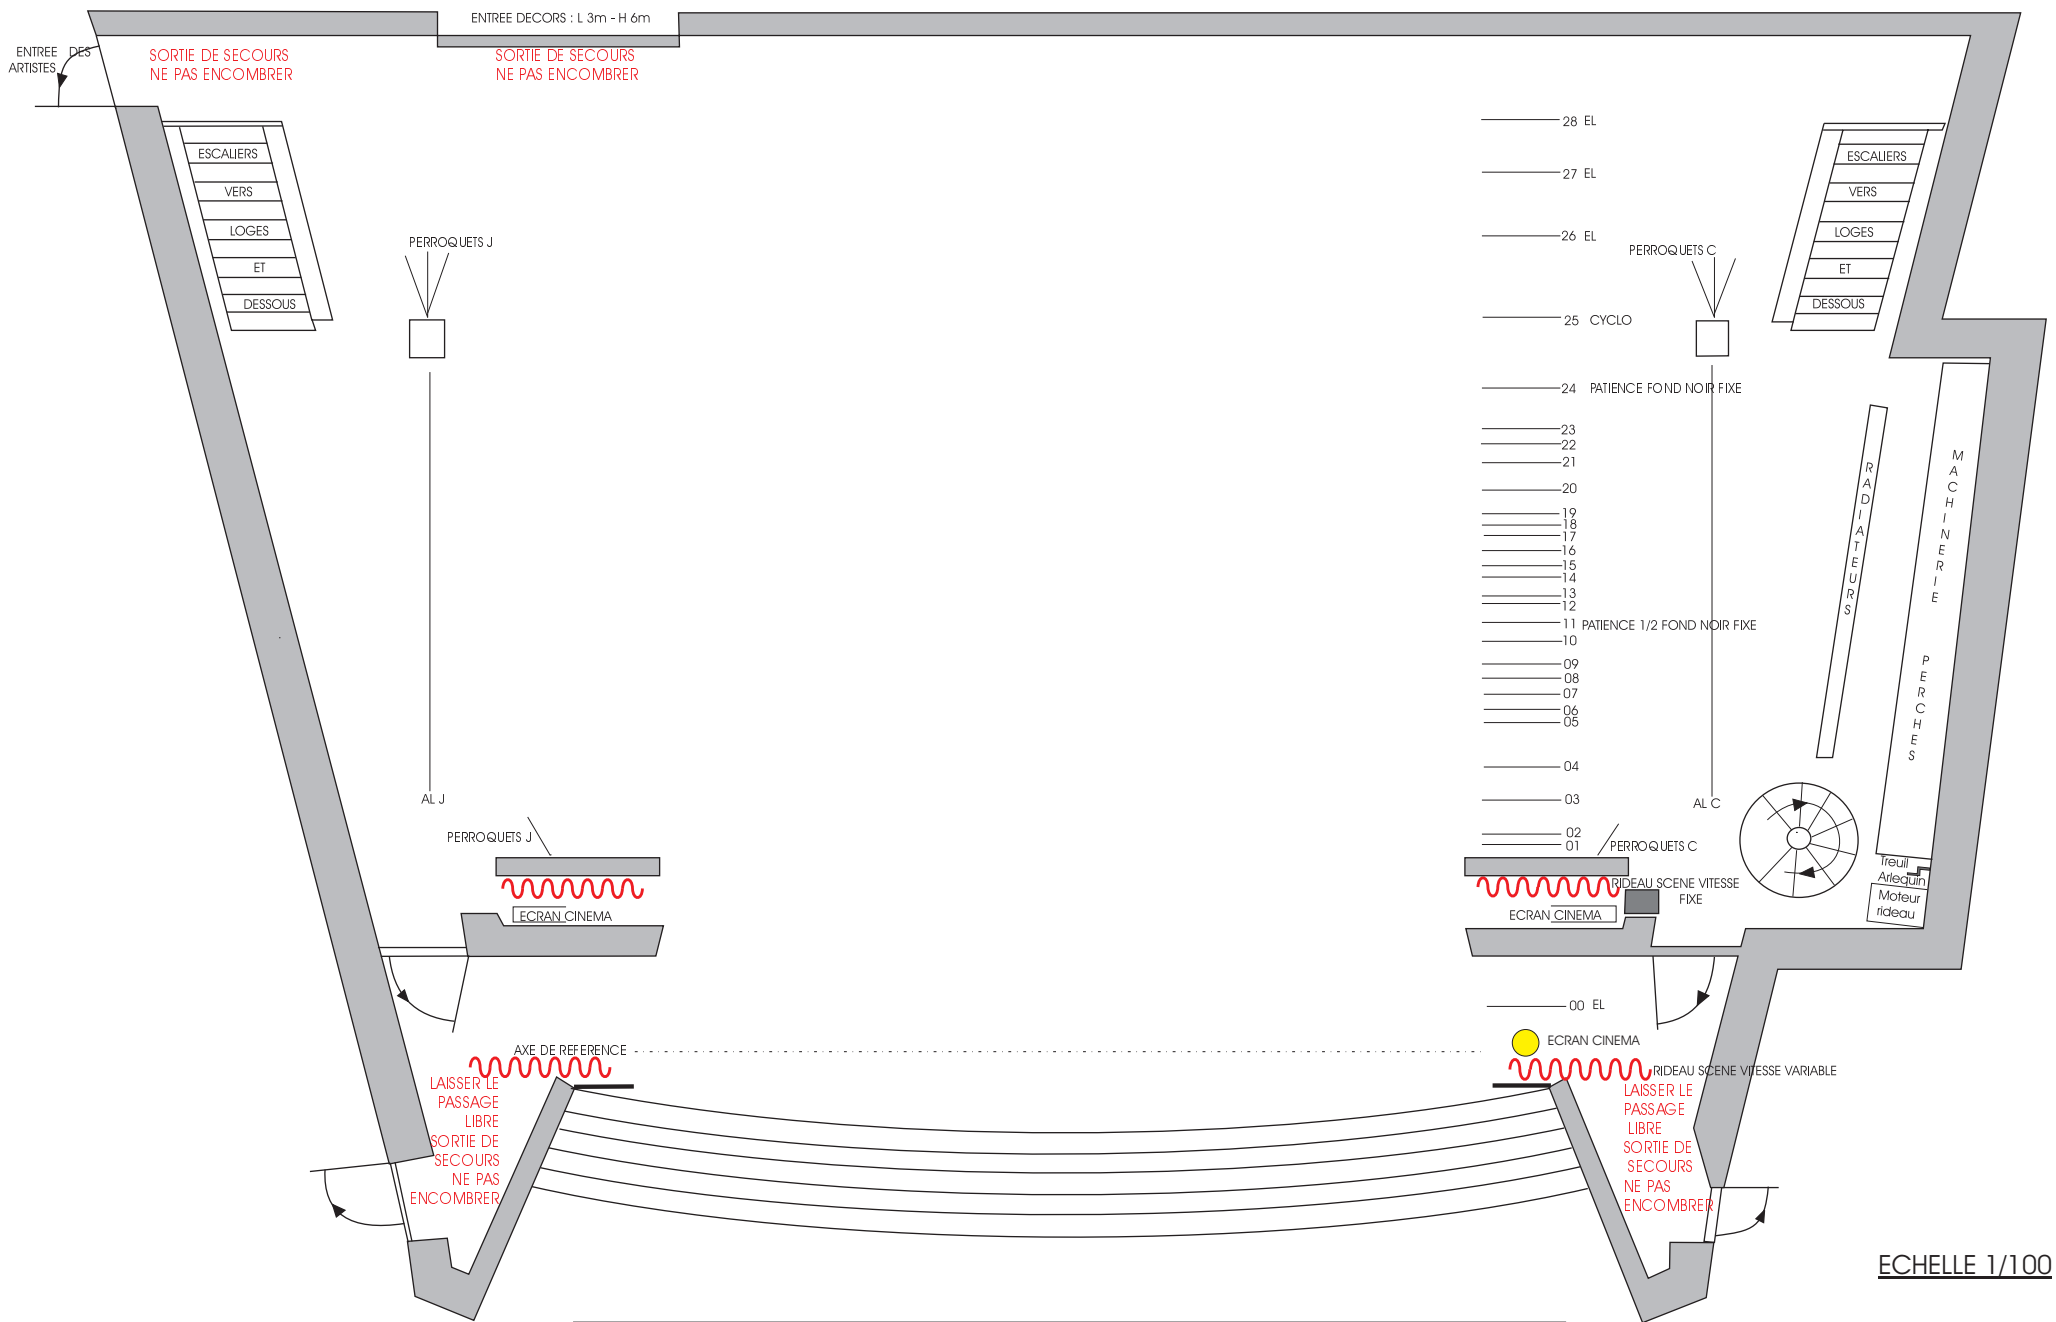 ENTREE DECORS : L 3m - H 6m
ENTREE DES
ARTISTES
SORTIE DE SECOURS
NE PAS ENCOMBRER
SORTIE DE SECOURS
NE PAS ENCOMBRER
ESCALIERS
VERS
LOGES
ET
DESSOUS
PERROQUETS J
28 EL
27 EL
26 EL
PERROQUETS C
ESCALIERS
VERS
LOGES
ET
DESSOUS
25 CYCLO
24 PATIENCE FOND NOIR FIXE
23
22
21
20
19
18
17
16
15
14
13
12
11 PATIENCE 1/2 FOND NOIR FIXE
10
09
08
07
06
05
04
03
02
01
RADIATEURS
MACHINERIE PERCHES
AL J
AL C
PERROQUETS J
PERROQUETS C
Treuil
Arlequin
Moteur
rideau
RIDEAU SCENE VITESSE
FIXE
ECRAN CINEMA
ECRAN CINEMA
00 EL
AXE DE REFERENCE
ECRAN CINEMA
RIDEAU SCENE VITESSE VARIABLE
LAISSER LE
PASSAGE
LIBRE
SORTIE DE
SECOURS
NE PAS
ENCOMBRER
LAISSER LE
PASSAGE
LIBRE
SORTIE DE
SECOURS
NE PAS
ENCOMBRER
ECHELLE 1/100